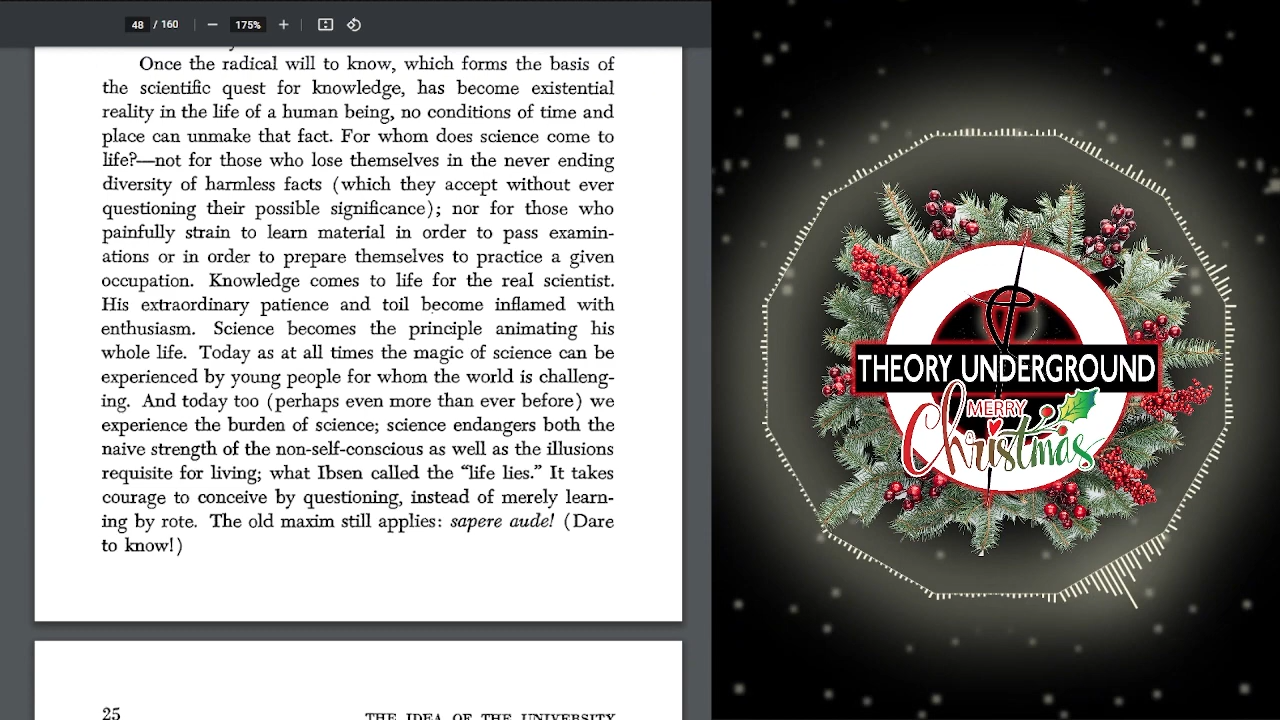 48 / 160
175%
Once the radical will to know, which forms the basis of
the scientific quest for knowledge, has become existential
reality in the life of a human being, no conditions of time and
place can unmake that fact. For whom does science come to
life?—not for those who lose themselves in the never ending
diversity of harmless facts (which they accept without ever
questioning their possible significance); nor for those who
painfully strain to learn material in order to pass examin-
ations or in order to prepare themselves to practice a given
occupation. Knowledge comes to life for the real scientist.
His extraordinary patience and toil become inflamed with
enthusiasm. Science becomes the principle animating his
whole life. Today as at all times the magic of science can be
experienced by young people for whom the world is challeng-
ing. And today too (perhaps even more than ever before) we
experience the burden of science; science endangers both the
naive strength of the non-self-conscious as well as the illusions
requisite for living; what Ibsen called the “life lies.” It takes
courage to conceive by questioning, instead of merely learn-
ing by rote. The old maxim still applies: sapere aude! (Dare
to know!)
25 THE IDEA OF THE UNIVERSITY
THEORY UNDERGROUND
MERRY
Christmas